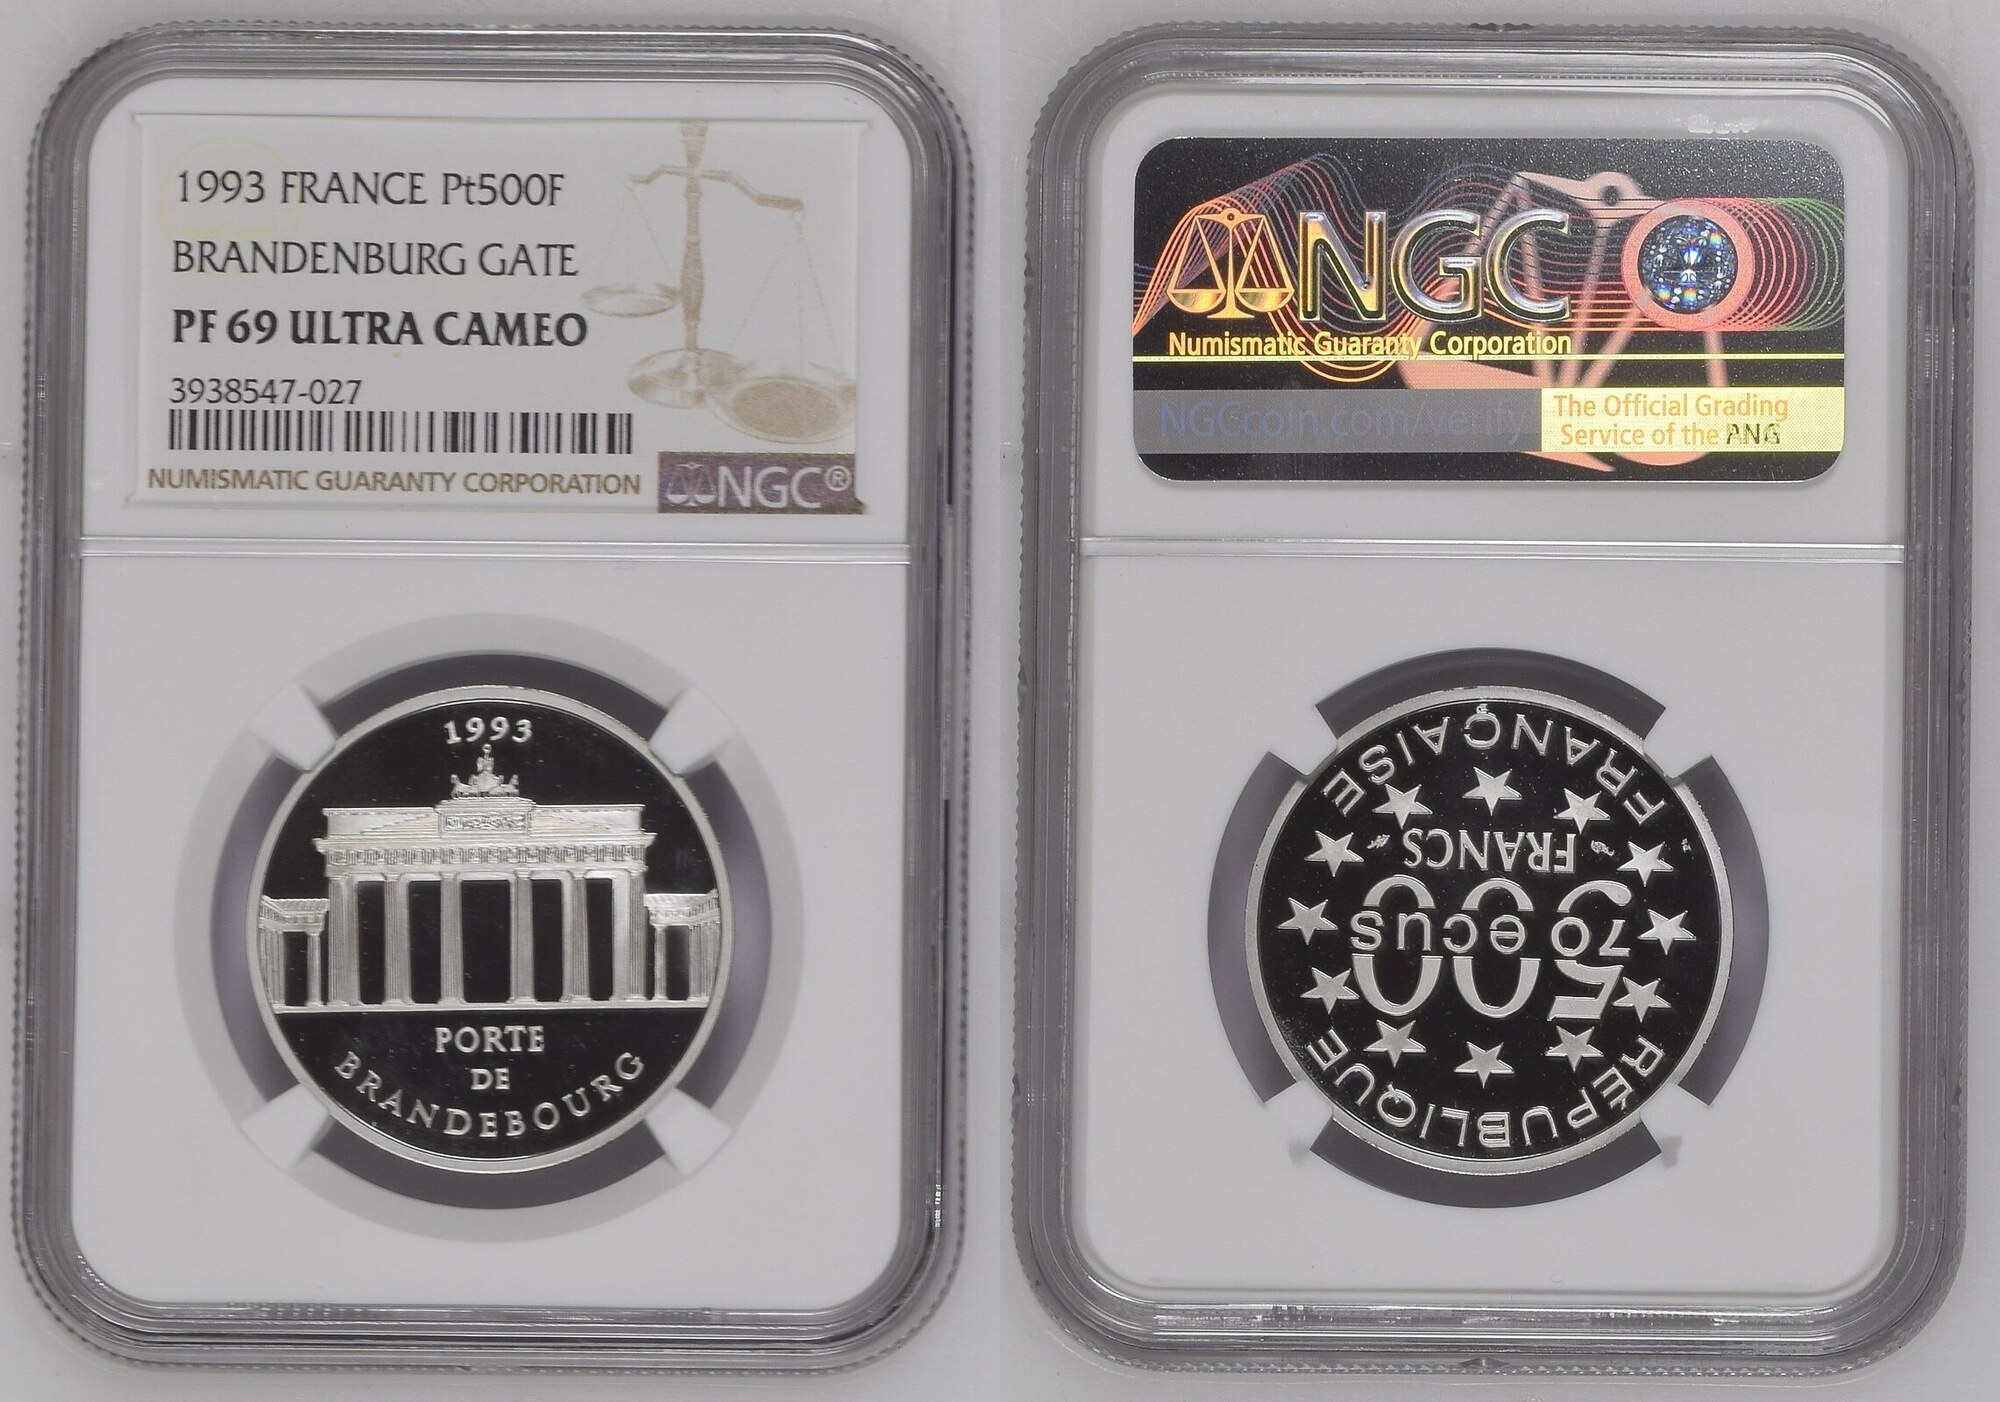 1993 FRANCE Pt500F
BRANDENBURG GATE
PF 69 ULTRA CAMEO
3938547-027
NUMISMATIC GUARANTY CORPORATION
NGC®
1993
PORTE
DE
BRANDEBOURG
NGC
Numismatic Guaranty Corporation
NGCcoin.com/verify
The Official Grading
Service of the
RÉPUBLIQUE
500
70 ecus
FRANCS
FRANÇAISE